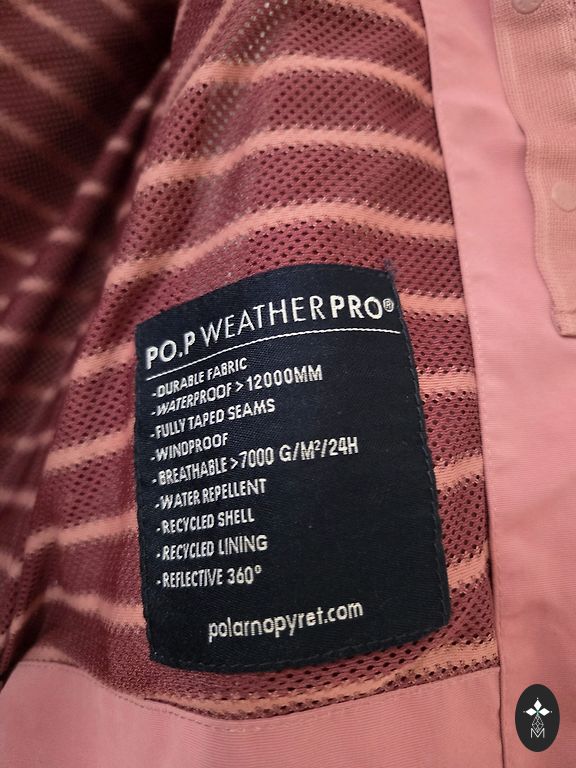 PO.P WEATHERPRO®
-DURABLE FABRIC
-WATERPROOF > 12000MM
-FULLY TAPED SEAMS
-WINDPROOF
-BREATHABLE >7000 G/M²/24H
-WATER REPELLENT
-RECYCLED SHELL
-RECYCLED LINING
-REFLECTIVE 360°
polarnopyret.com
M